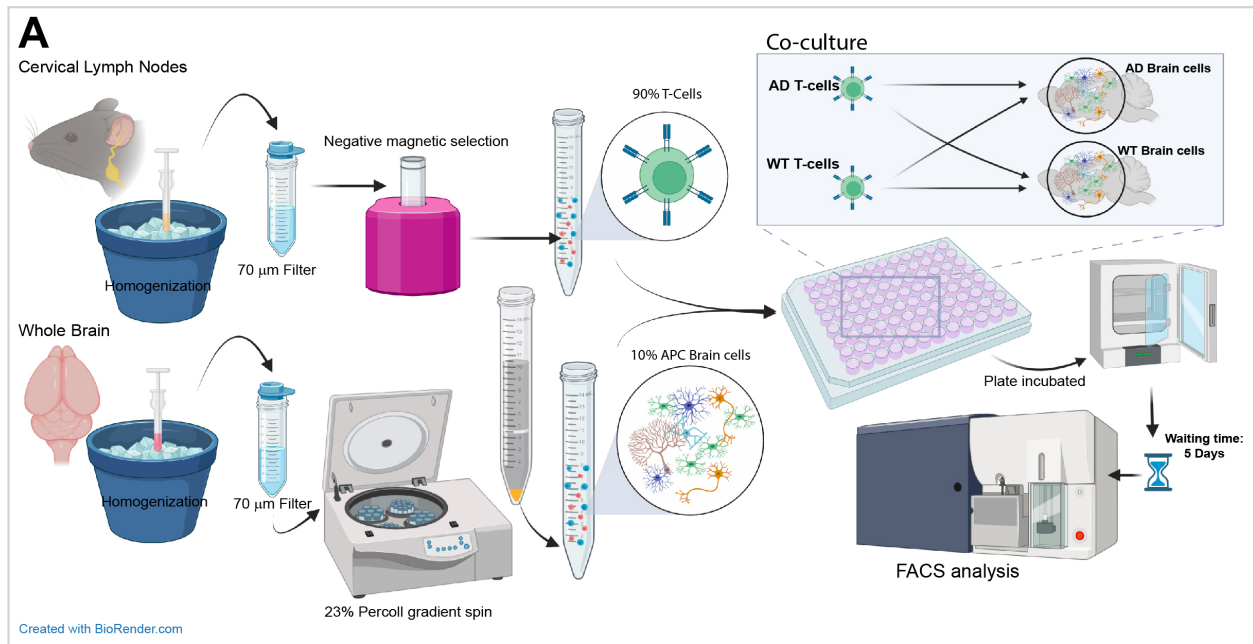 A
Cervical Lymph Nodes
Homogenization
70 μm Filter
Negative magnetic selection
90% T-Cells
Whole Brain
Homogenization
70 μm Filter
23% Percoll gradient spin
10% APC Brain cells
Co-culture
AD T-cells
AD Brain cells
WT T-cells
WT Brain cells
Plate incubated
Waiting time:
5 Days
FACS analysis
Created with BioRender.com